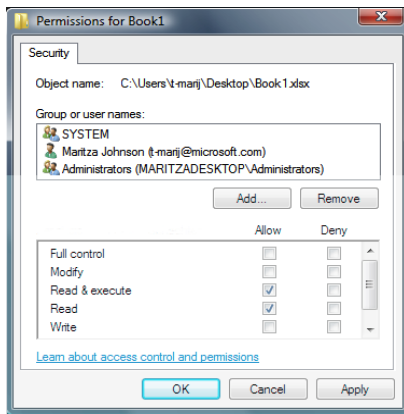 Permissions for Book1
Security
Object name: C:\Users\t-marij\Desktop\Book1.xlsx
Group or user names:
SYSTEM
Maritza Johnson (t-marij@microsoft.com)
Administrators (MARITZADESKTOP\Administrators)
Add... Remove
Allow Deny
Full control
Modify
Read & execute
Read
Write
Learn about access control and permissions
OK Cancel Apply